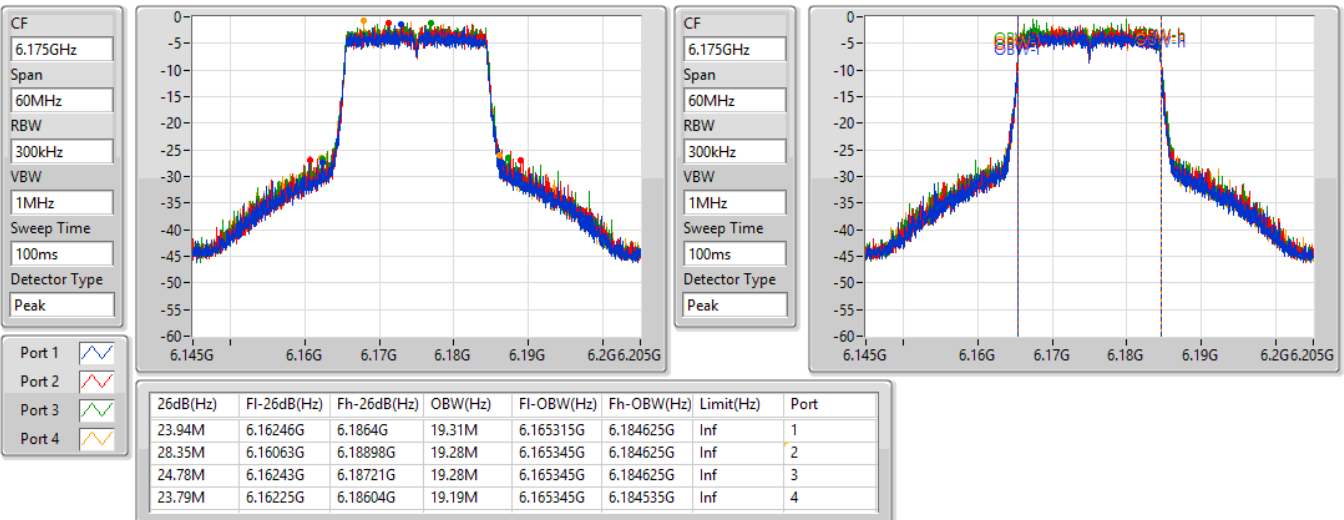 CF
6.175GHz
Span
60MHz
RBW
300kHz
VBW
1MHz
Sweep Time
100ms
Detector Type
Peak
0
-5
-10
-15
-20
-25
-30
-35
-40
-45
-50
-55
-60
6.145G 6.16G 6.17G 6.18G 6.19G 6.2G 6.205G
CF
6.175GHz
Span
60MHz
RBW
300kHz
VBW
1MHz
Sweep Time
100ms
Detector Type
Peak
0
-5
-10
-15
-20
-25
-30
-35
-40
-45
-50
-55
-60
OBW-l
OBW-h
6.145G 6.16G 6.17G 6.18G 6.19G 6.2G 6.205G
Port 1
Port 2
Port 3
Port 4
26dB(Hz) Fl-26dB(Hz) Fh-26dB(Hz) OBW(Hz) Fl-OBW(Hz) Fh-OBW(Hz) Limit(Hz) Port
23.94M 6.16246G 6.1864G 19.31M 6.165315G 6.184625G Inf 1
28.35M 6.16063G 6.18898G 19.28M 6.165345G 6.184625G Inf 2
24.78M 6.16243G 6.18721G 19.28M 6.165345G 6.184625G Inf 3
23.79M 6.16225G 6.18604G 19.19M 6.165345G 6.184535G Inf 4